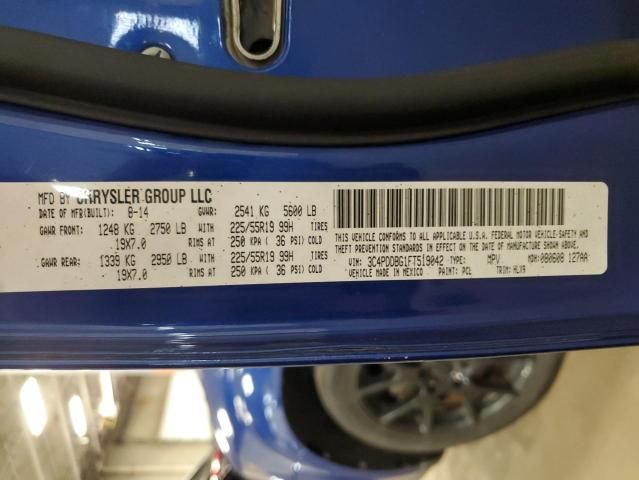 MFD BY CHRYSLER GROUP LLC
DATE OF MFR(BUILT): 8-14 GVWR: 2541 KG 5600 LB
GAWR FRONT: 1248 KG 2750 LB WITH 225/55R19 99H TIRES
19X7.0 RIMS AT 250 KPA ( 36 PSI) COLD
GAWR REAR: 1339 KG 2950 LB WITH 225/55R19 99H TIRES
19X7.0 RIMS AT 250 KPA ( 36 PSI) COLD
THIS VEHICLE CONFORMS TO ALL APPLICABLE U.S.A. FEDERAL MOTOR VEHICLE-SAFETY AND
THEFT PREVENTION STANDARDS IN EFFECT ON THE DATE OF MANUFACTURE SHOWN ABOVE.
VIN: 3C4PDDBG1FT519042 TYPE: MPV MDH: 080608 127AA
VEHICLE MADE IN MEXICO PAINT: PCL TRIM: HLX9